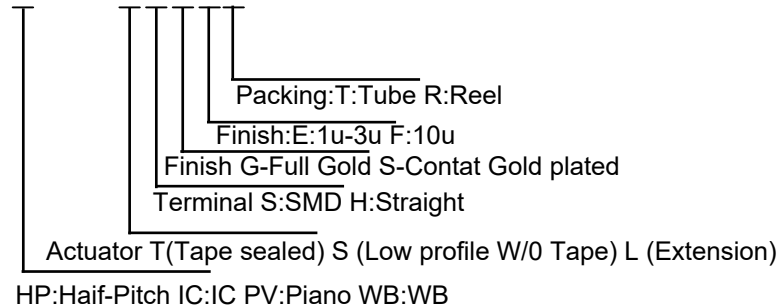 Packing:T:Tube R:Reel
Finish:E:1u-3u F:10u
Finish G-Full Gold S-Contat Gold plated
Terminal S:SMD H:Straight
Actuator T(Tape sealed) S (Low profile W/0 Tape) L (Extension)
HP:Haif-Pitch IC:IC PV:Piano WB:WB